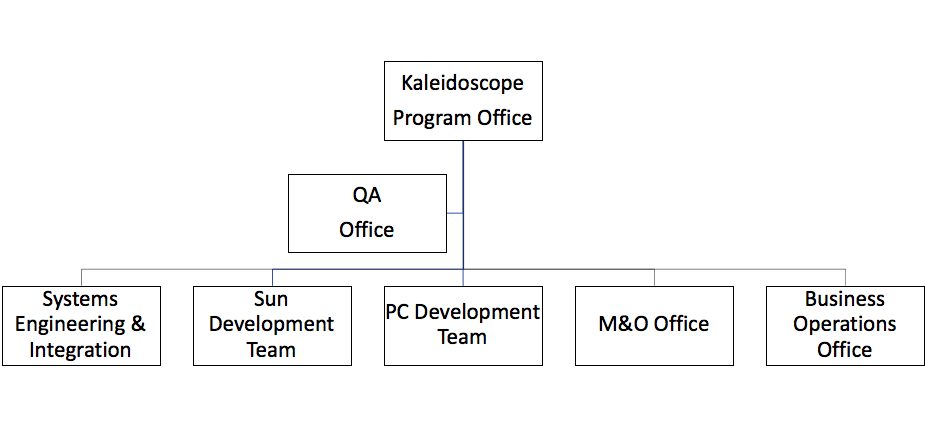 Kaleidoscope
Program Office
QA
Office
Systems
Engineering &
Integration
Sun
Development
Team
PC Development
Team
M&O Office
Business
Operations
Office